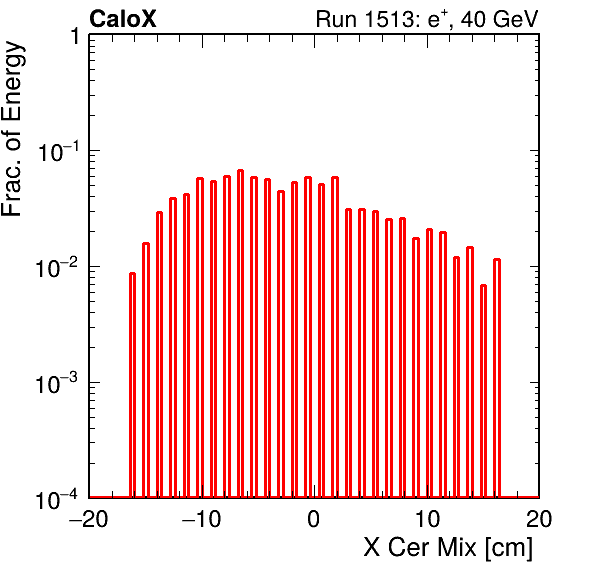 CaloX Run 1513: e⁺, 40 GeV
Frac. of Energy
1
10⁻¹
10⁻²
10⁻³
10⁻⁴
−20 −10 0 10 20
X Cer Mix [cm]